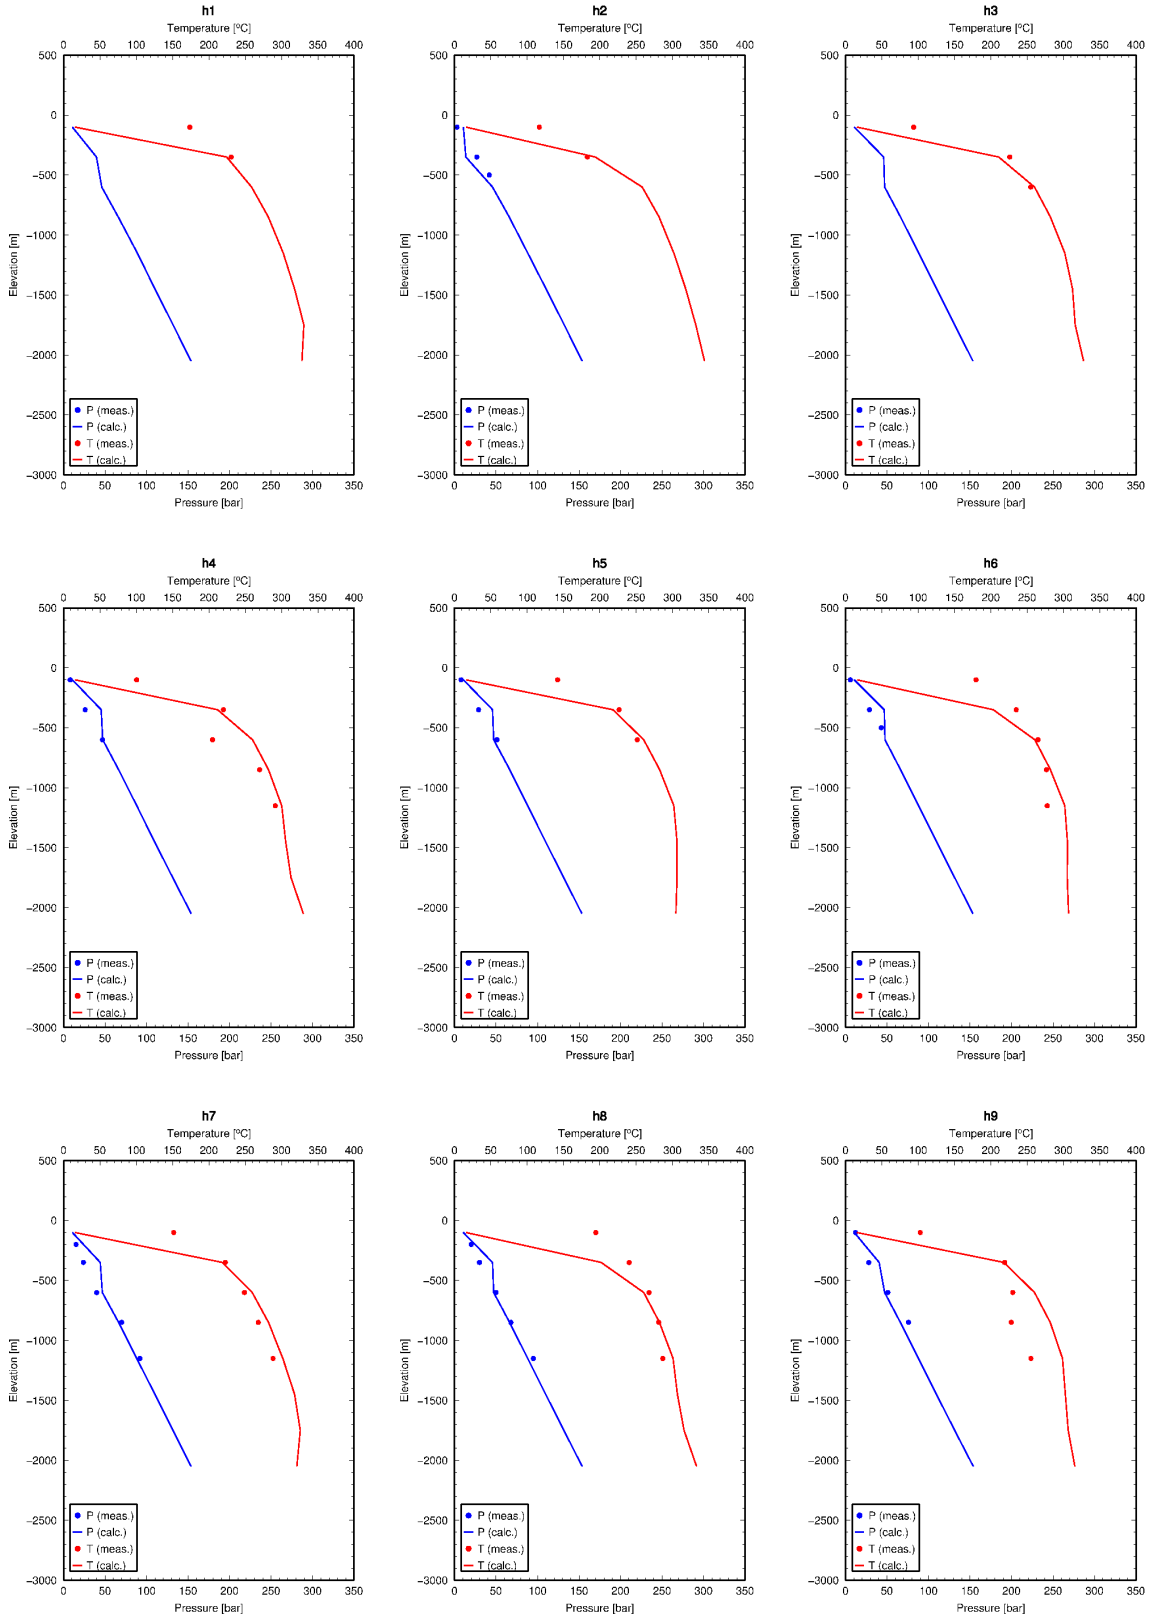 h1
Temperature [°C]
0 50 100 150 200 250 300 350 400
500
0
−500
−1000
−1500
−2000
−2500
−3000
Elevation [m]
P (meas.)
P (calc.)
T (meas.)
T (calc.)
0 50 100 150 200 250 300 350
Pressure [bar]
h2
Temperature [°C]
0 50 100 150 200 250 300 350 400
500
0
−500
−1000
−1500
−2000
−2500
−3000
Elevation [m]
P (meas.)
P (calc.)
T (meas.)
T (calc.)
0 50 100 150 200 250 300 350
Pressure [bar]
h3
Temperature [°C]
0 50 100 150 200 250 300 350 400
500
0
−500
−1000
−1500
−2000
−2500
−3000
Elevation [m]
P (meas.)
P (calc.)
T (meas.)
T (calc.)
0 50 100 150 200 250 300 350
Pressure [bar]
h4
Temperature [°C]
0 50 100 150 200 250 300 350 400
500
0
−500
−1000
−1500
−2000
−2500
−3000
Elevation [m]
P (meas.)
P (calc.)
T (meas.)
T (calc.)
0 50 100 150 200 250 300 350
Pressure [bar]
h5
Temperature [°C]
0 50 100 150 200 250 300 350 400
500
0
−500
−1000
−1500
−2000
−2500
−3000
Elevation [m]
P (meas.)
P (calc.)
T (meas.)
T (calc.)
0 50 100 150 200 250 300 350
Pressure [bar]
h6
Temperature [°C]
0 50 100 150 200 250 300 350 400
500
0
−500
−1000
−1500
−2000
−2500
−3000
Elevation [m]
P (meas.)
P (calc.)
T (meas.)
T (calc.)
0 50 100 150 200 250 300 350
Pressure [bar]
h7
Temperature [°C]
0 50 100 150 200 250 300 350 400
500
0
−500
−1000
−1500
−2000
−2500
−3000
Elevation [m]
P (meas.)
P (calc.)
T (meas.)
T (calc.)
0 50 100 150 200 250 300 350
Pressure [bar]
h8
Temperature [°C]
0 50 100 150 200 250 300 350 400
500
0
−500
−1000
−1500
−2000
−2500
−3000
Elevation [m]
P (meas.)
P (calc.)
T (meas.)
T (calc.)
0 50 100 150 200 250 300 350
Pressure [bar]
h9
Temperature [°C]
0 50 100 150 200 250 300 350 400
500
0
−500
−1000
−1500
−2000
−2500
−3000
Elevation [m]
P (meas.)
P (calc.)
T (meas.)
T (calc.)
0 50 100 150 200 250 300 350
Pressure [bar]